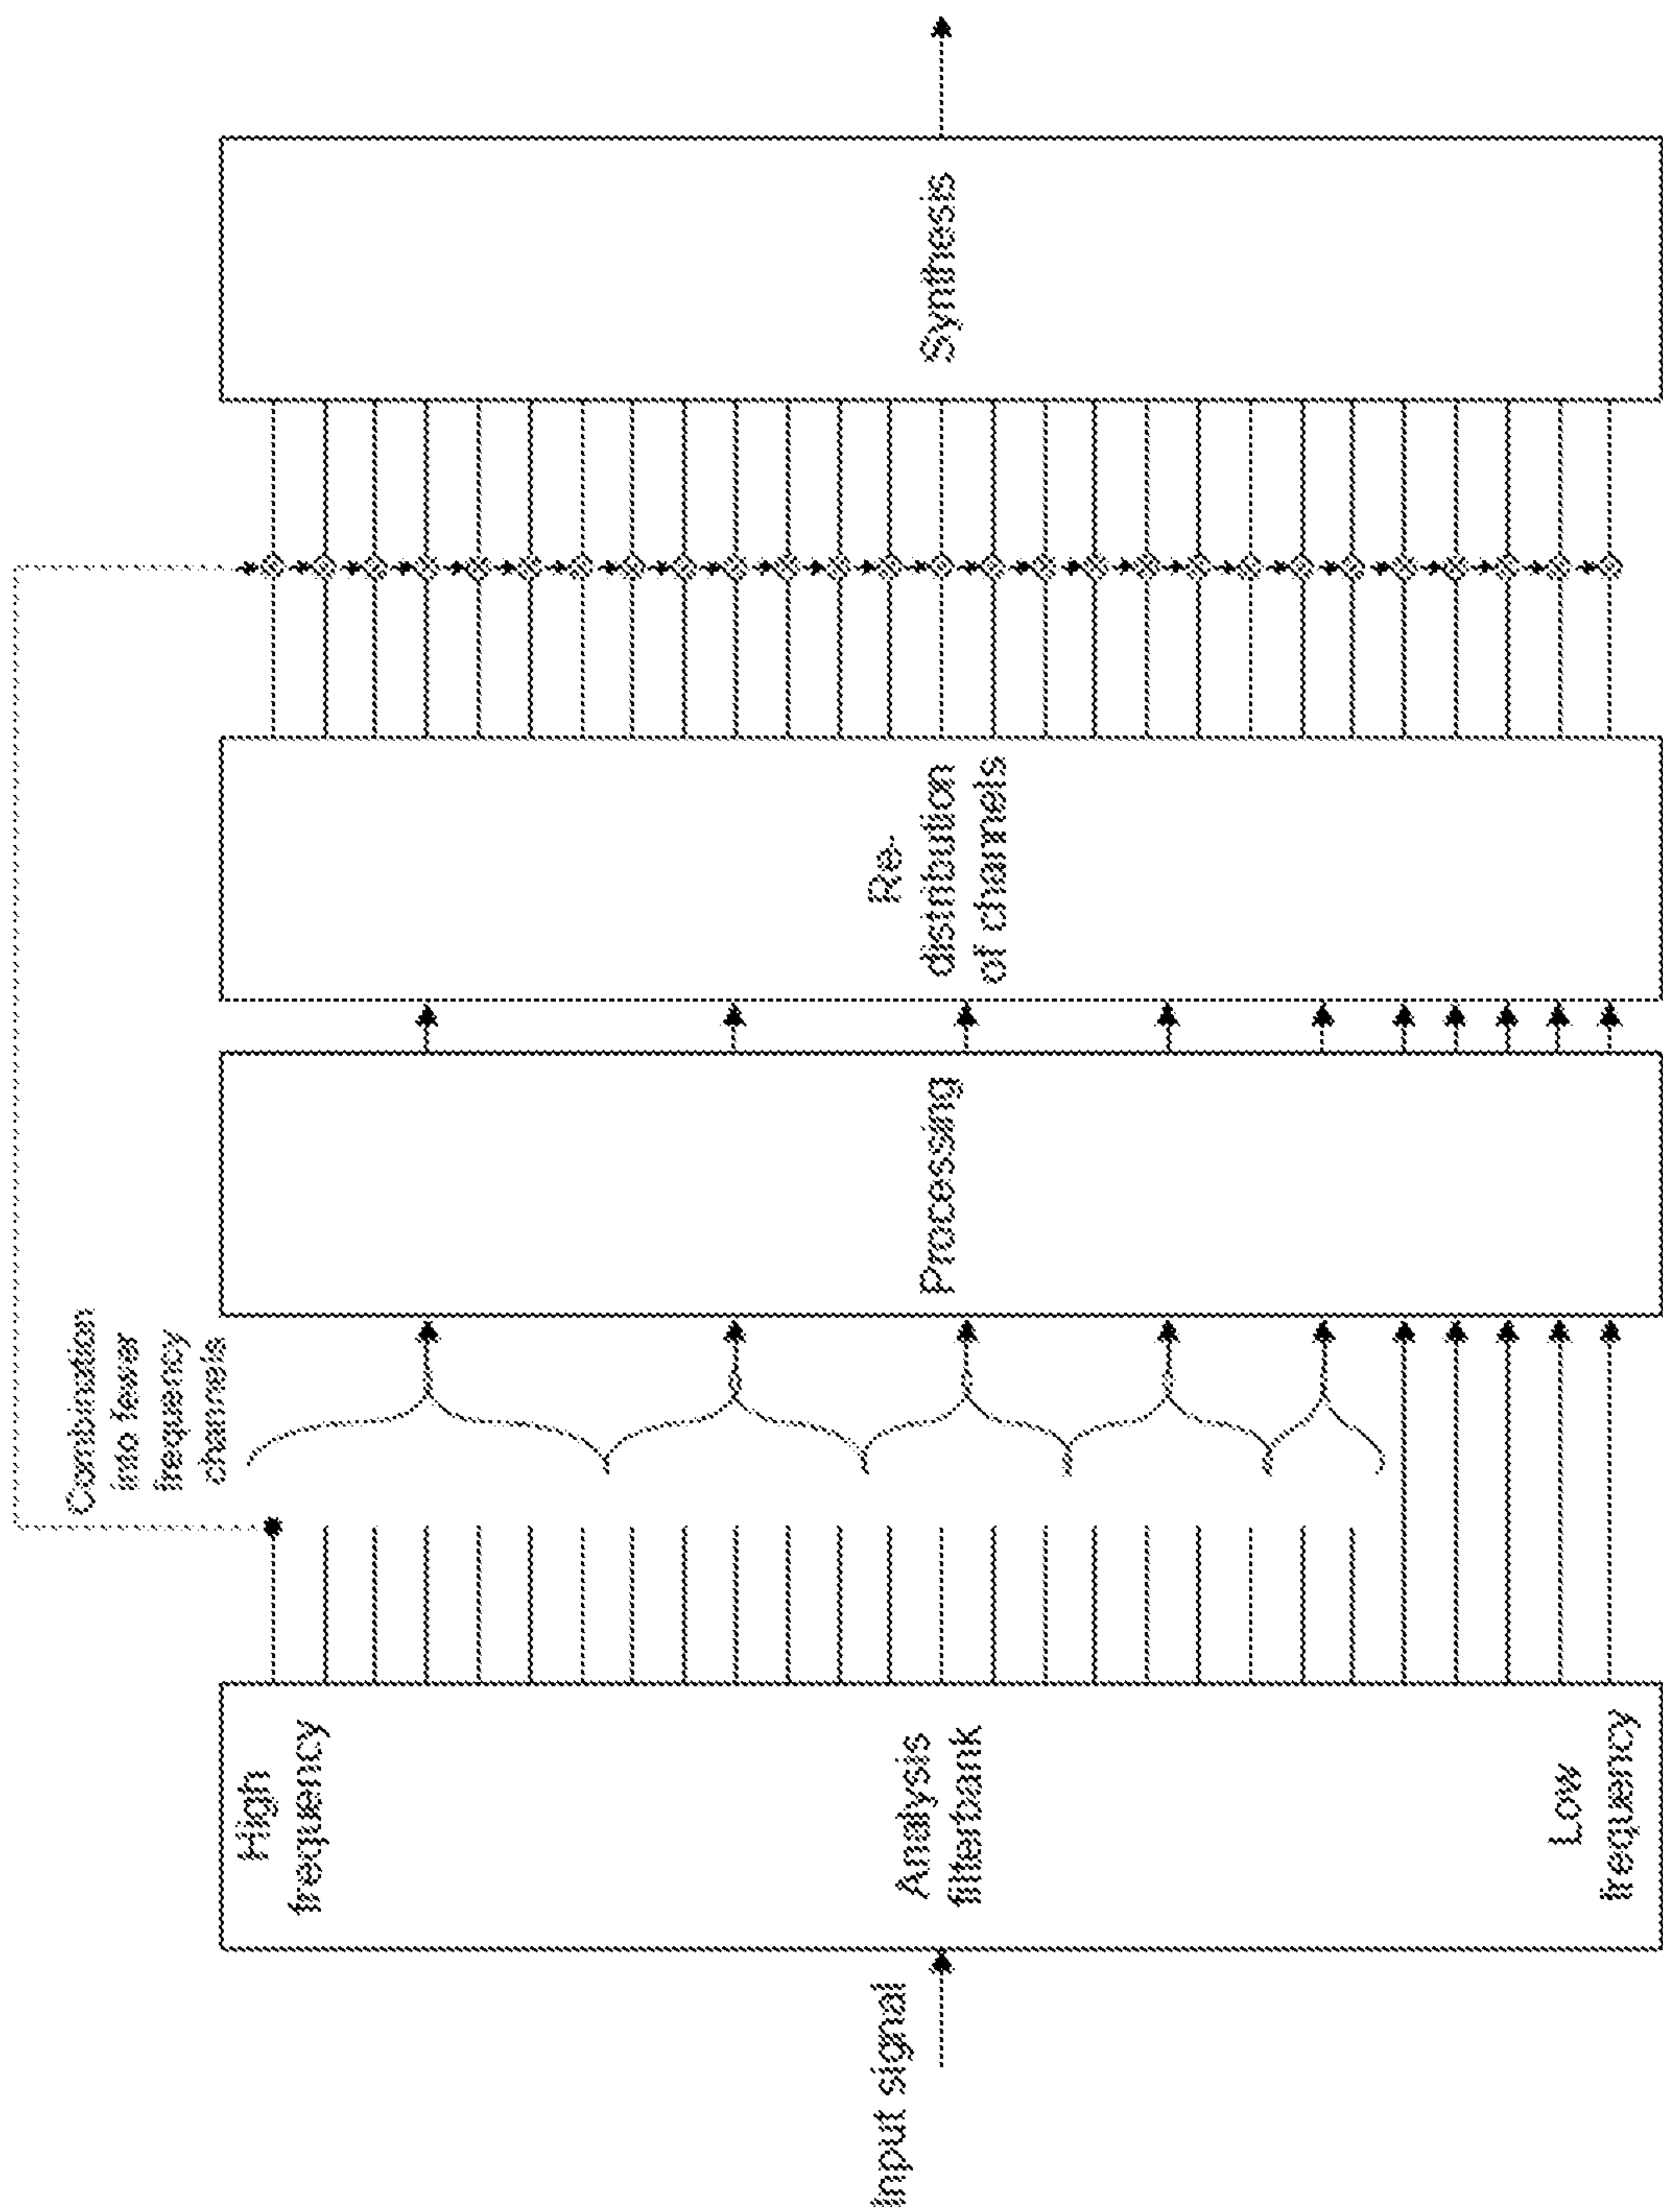 Input signal
High
frequency
Analysis
filterbank
Low
frequency
Combination
into fewer
frequency
channels
Processing
Re-
distribution
of channels
Synthesis